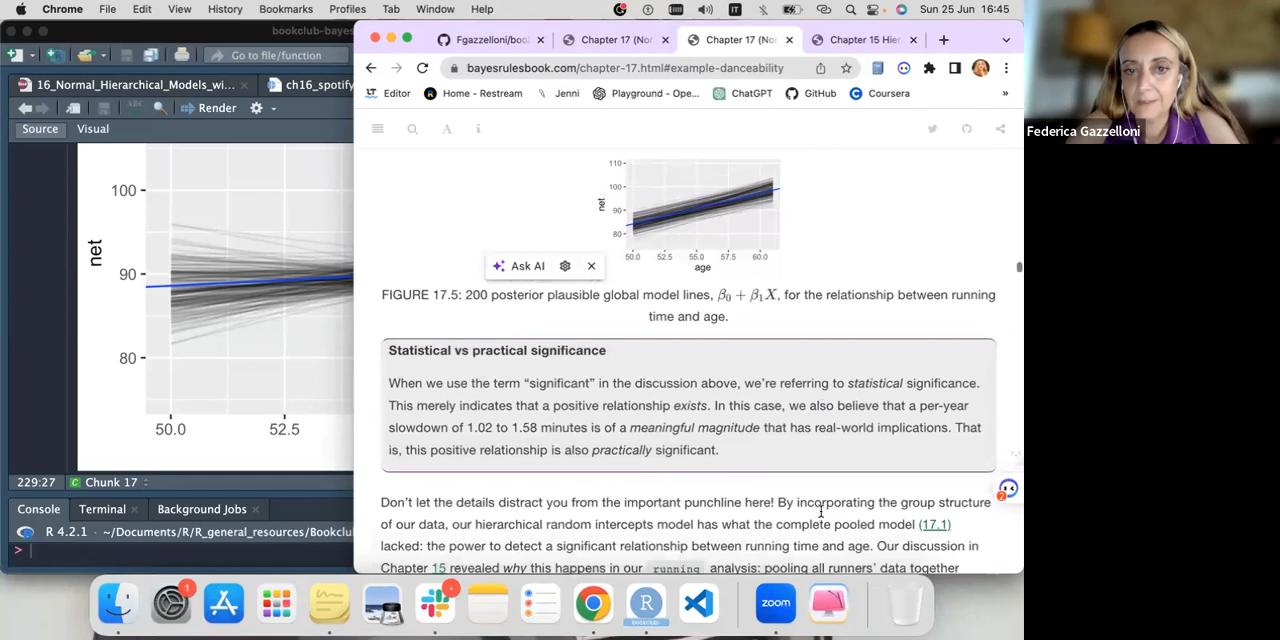 Chrome File Edit View History Bookmarks Profiles Tab Window Help
IT
Sun 25 Jun 16:45
bookclub-bayes
Go to file/function
16_Normal_Hierarchical_Models_wi...
ch16_spotify
Render
Source Visual
100
net
90
80
50.0 52.5
229:27 Chunk 17
Console Terminal Background Jobs
R 4.2.1 · ~/Documents/R/R_general_resources/Bookclu
>
Fgazzelloni/boo
Chapter 17 (Nor
Chapter 17 (Nor
Chapter 15 Hier
bayesrulesbook.com/chapter-17.html#example-danceability
Editor Home - Restream Jenni Playground - Ope... ChatGPT GitHub Coursera »
110
100
net
90
80
50.0 52.5 55.0 57.5 60.0
age
Ask AI
FIGURE 17.5: 200 posterior plausible global model lines, β0 + β1X, for the relationship between running
time and age.
Statistical vs practical significance
When we use the term “significant” in the discussion above, we’re referring to statistical significance.
This merely indicates that a positive relationship exists. In this case, we also believe that a per-year
slowdown of 1.02 to 1.58 minutes is of a meaningful magnitude that has real-world implications. That
is, this positive relationship is also practically significant.
Don’t let the details distract you from the important punchline here! By incorporating the group structure
of our data, our hierarchical random intercepts model has what the complete pooled model (17.1)
lacked: the power to detect a significant relationship between running time and age. Our discussion in
Chapter 15 revealed why this happens in our running analysis: pooling all runners’ data together
2
Federica Gazzelloni
1
R
bookclub-
zoom